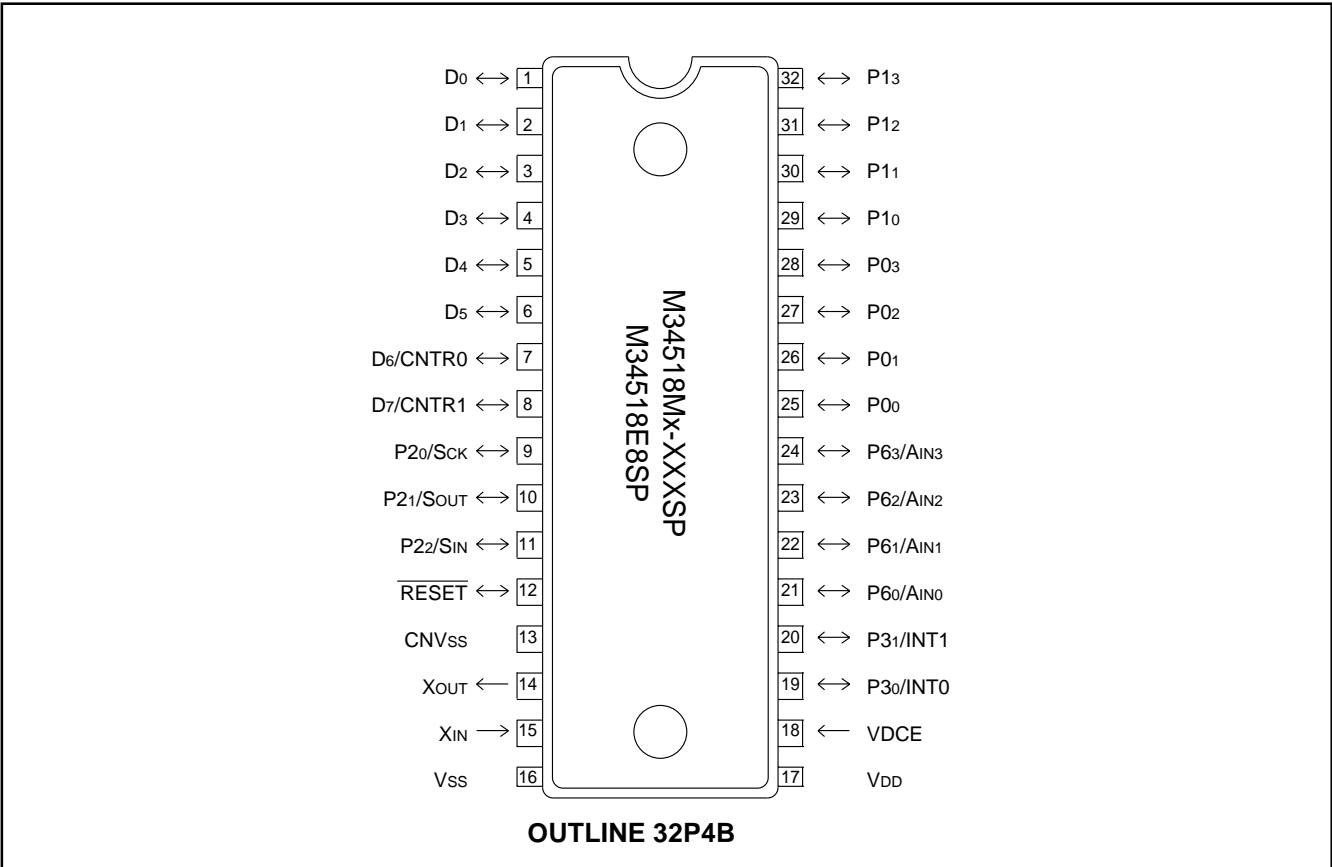 D0 ↔ 1 32 ↔ P13
D1 ↔ 2 31 ↔ P12
D2 ↔ 3 30 ↔ P11
D3 ↔ 4 29 ↔ P10
D4 ↔ 5 28 ↔ P03
D5 ↔ 6 27 ↔ P02
D6/CNTR0 ↔ 7 26 ↔ P01
D7/CNTR1 ↔ 8 25 ↔ P00
P20/SCK ↔ 9 24 ↔ P63/AIN3
P21/SOUT ↔ 10 23 ↔ P62/AIN2
P22/SIN ↔ 11 22 ↔ P61/AIN1
RESET ↔ 12 21 ↔ P60/AIN0
CNVSS 13 20 ↔ P31/INT1
XOUT ← 14 19 ↔ P30/INT0
XIN → 15 18 ← VDCE
VSS 16 17 VDD
M34518Mx-XXXSP
M34518E8SP
OUTLINE 32P4B